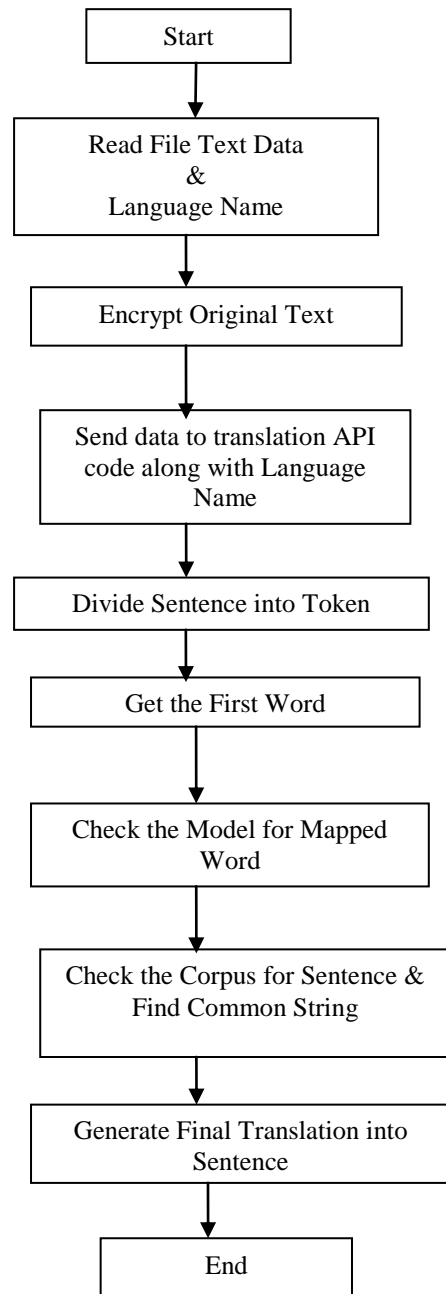 Start
Read File Text Data
&
Language Name
Encrypt Original Text
Send data to translation API
code along with Language
Name
Divide Sentence into Token
Get the First Word
Check the Model for Mapped
Word
Check the Corpus for Sentence &
Find Common String
Generate Final Translation into
Sentence
End